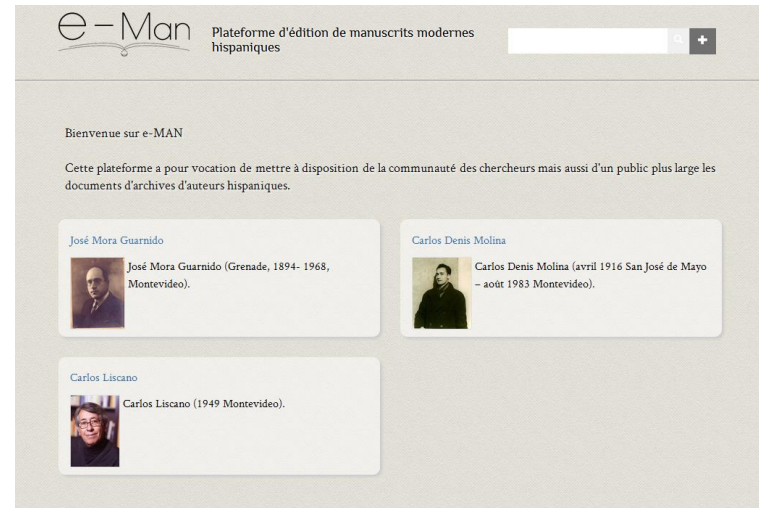 e-Man
Plateforme d'édition de manuscrits modernes
hispaniques
Bienvenue sur e-MAN
Cette plateforme a pour vocation de mettre à disposition de la communauté des chercheurs mais aussi d'un public plus large les
documents d'archives d'auteurs hispaniques.
José Mora Guarnido
José Mora Guarnido (Grenade, 1894- 1968,
Montevideo).
Carlos Denis Molina
Carlos Denis Molina (avril 1916 San José de Mayo
– août 1983 Montevideo).
Carlos Liscano
Carlos Liscano (1949 Montevideo).